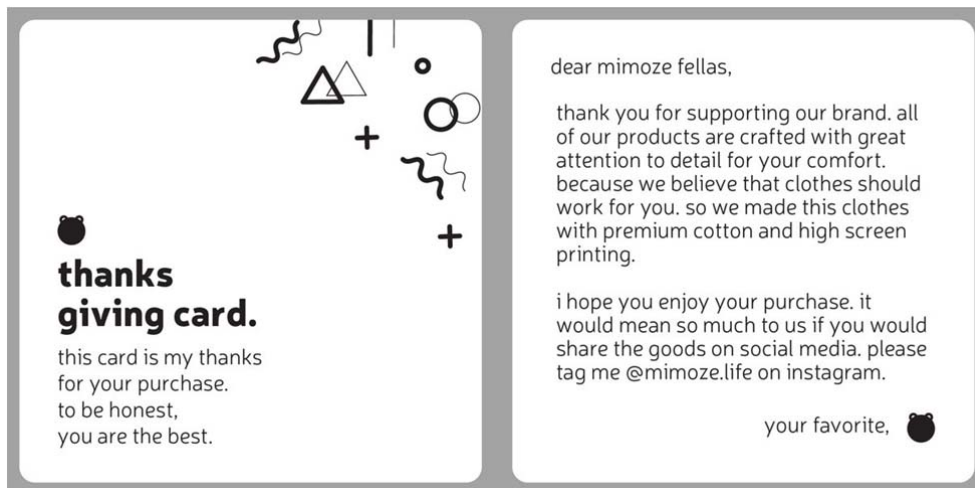 thanks
giving card.
this card is my thanks
for your purchase.
to be honest,
you are the best.
dear mimoze fellas,
thank you for supporting our brand. all
of our products are crafted with great
attention to detail for your comfort.
because we believe that clothes should
work for you. so we made this clothes
with premium cotton and high screen
printing.
i hope you enjoy your purchase. it
would mean so much to us if you would
share the goods on social media. please
tag me @mimoze.life on instagram.
your favorite,